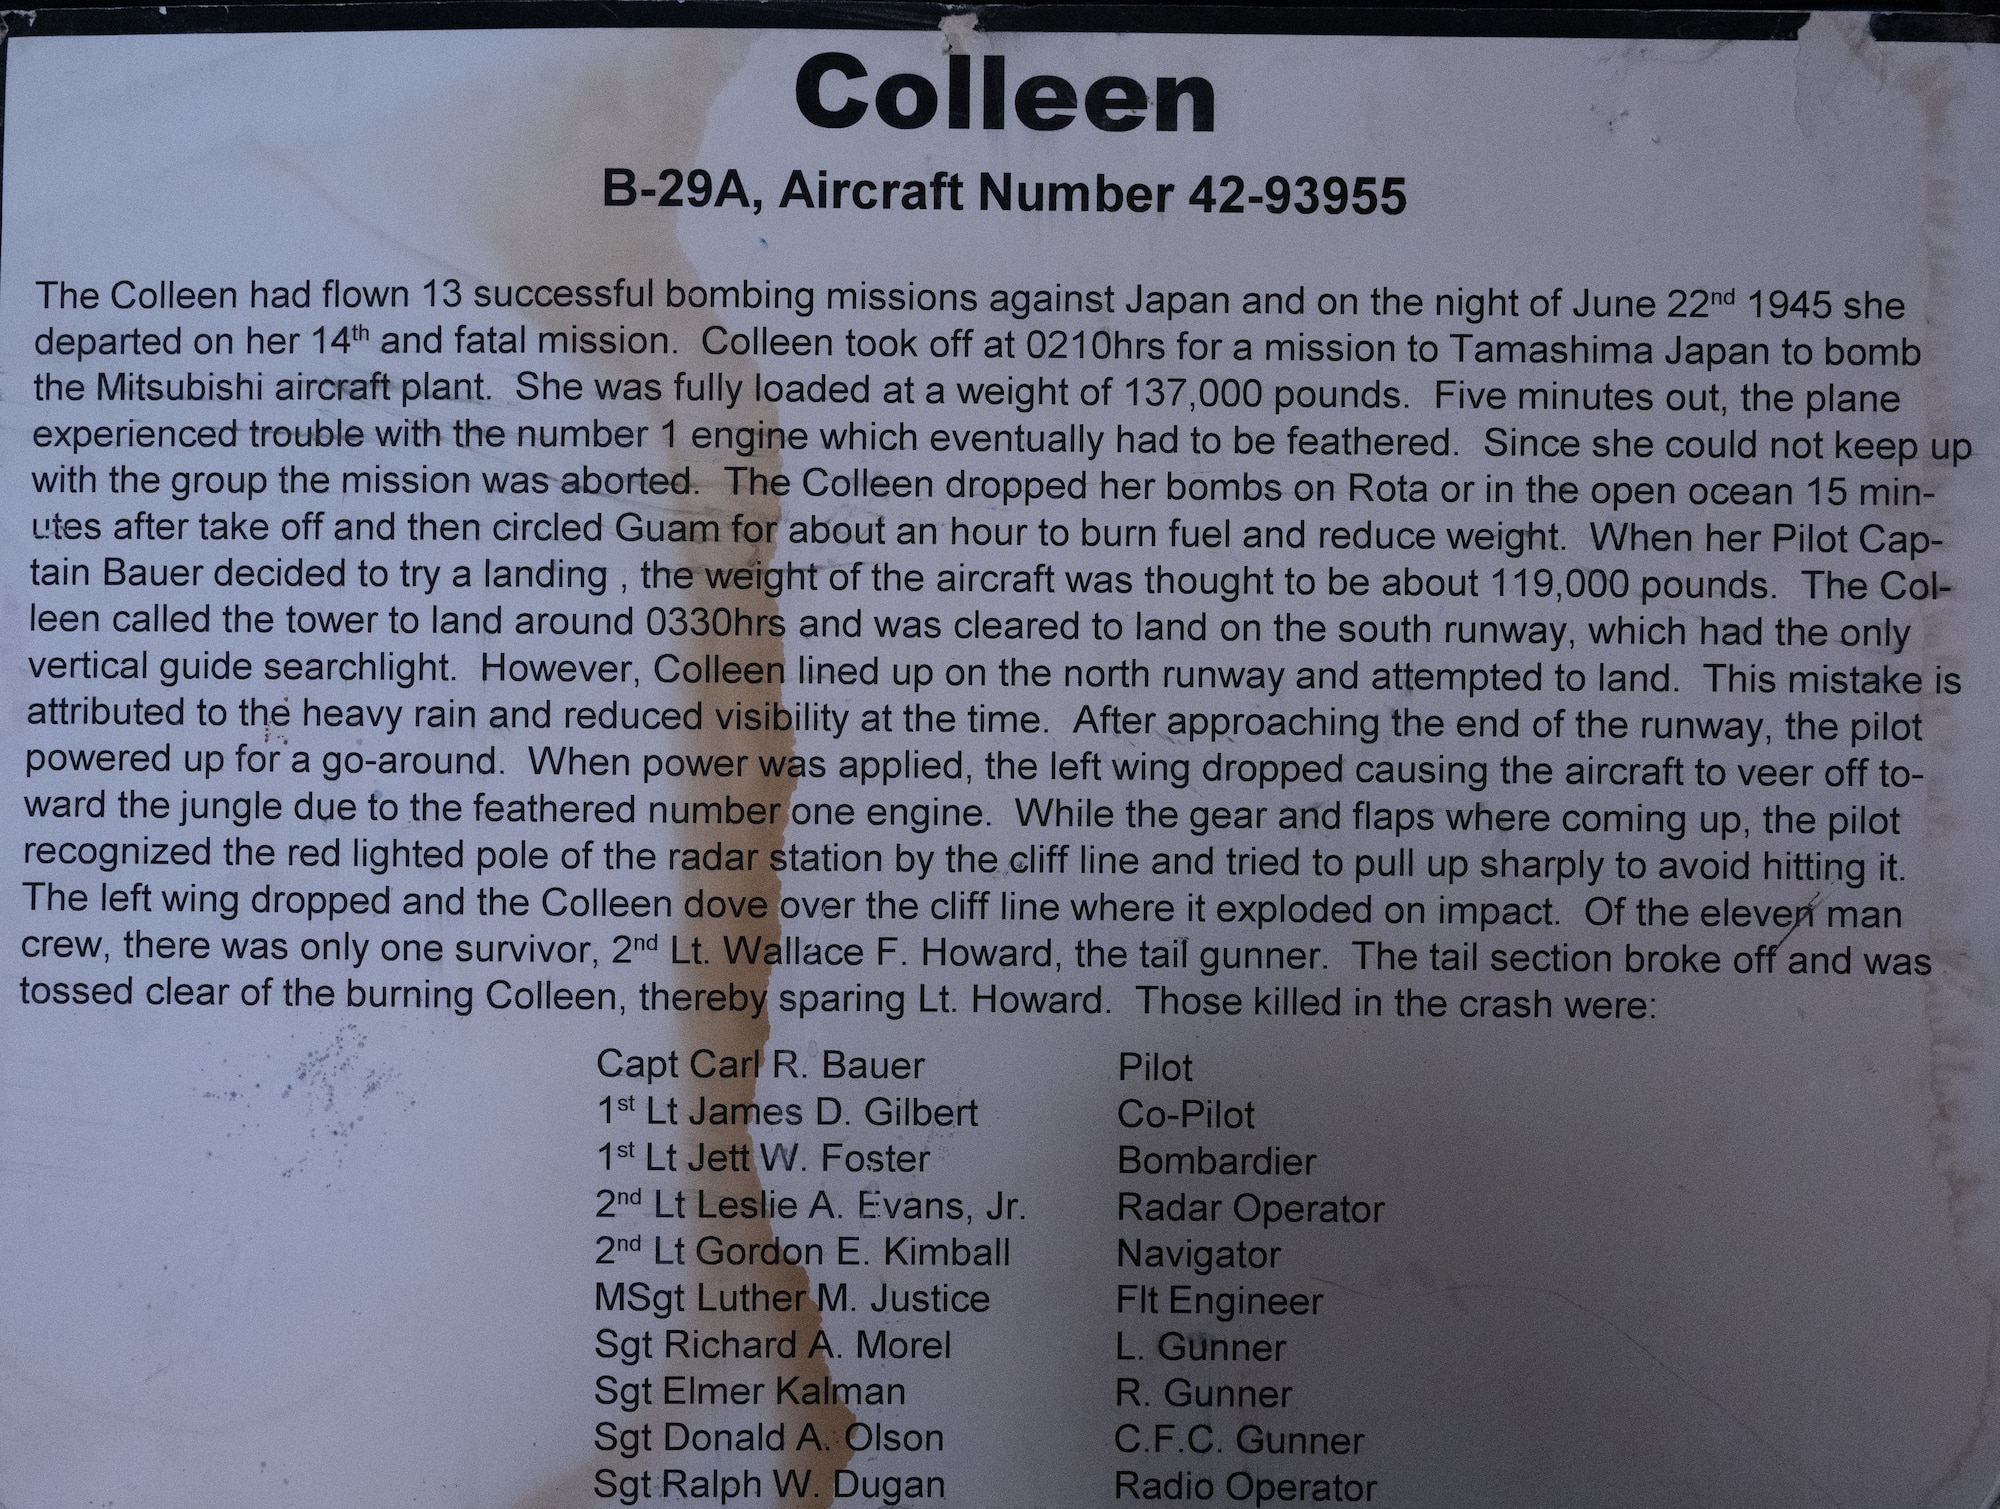 Colleen
B-29A, Aircraft Number 42-93955
The Colleen had flown 13 successful bombing missions against Japan and on the night of June 22nd 1945 she
departed on her 14th and fatal mission.  Colleen took off at 0210hrs for a mission to Tamashima Japan to bomb
the Mitsubishi aircraft plant.  She was fully loaded at a weight of 137,000 pounds.  Five minutes out, the plane
experienced trouble with the number 1 engine which eventually had to be feathered.  Since she could not keep up
with the group the mission was aborted.  The Colleen dropped her bombs on Rota or in the open ocean 15 min-
utes after take off and then circled Guam for about an hour to burn fuel and reduce weight.  When her Pilot Cap-
tain Bauer decided to try a landing , the weight of the aircraft was thought to be about 119,000 pounds.  The Col-
leen called the tower to land around 0330hrs and was cleared to land on the south runway, which had the only
vertical guide searchlight.  However, Colleen lined up on the north runway and attempted to land.  This mistake is
attributed to the heavy rain and reduced visibility at the time.  After approaching the end of the runway, the pilot
powered up for a go-around.  When power was applied, the left wing dropped causing the aircraft to veer off to-
ward the jungle due to the feathered number one engine.  While the gear and flaps where coming up, the pilot
recognized the red lighted pole of the radar station by the cliff line and tried to pull up sharply to avoid hitting it.
The left wing dropped and the Colleen dove over the cliff line where it exploded on impact.  Of the eleven man
crew, there was only one survivor, 2nd Lt. Wallace F. Howard, the tail gunner.  The tail section broke off and was
tossed clear of the burning Colleen, thereby sparing Lt. Howard.  Those killed in the crash were:
Capt Carl R. Bauer Pilot
1st Lt James D. Gilbert Co-Pilot
1st Lt Jett W. Foster Bombardier
2nd Lt Leslie A. Evans, Jr. Radar Operator
2nd Lt Gordon E. Kimball Navigator
MSgt Luther M. Justice Flt Engineer
Sgt Richard A. Morel L. Gunner
Sgt Elmer Kalman R. Gunner
Sgt Donald A. Olson C.F.C. Gunner
Sgt Ralph W. Dugan Radio Operator